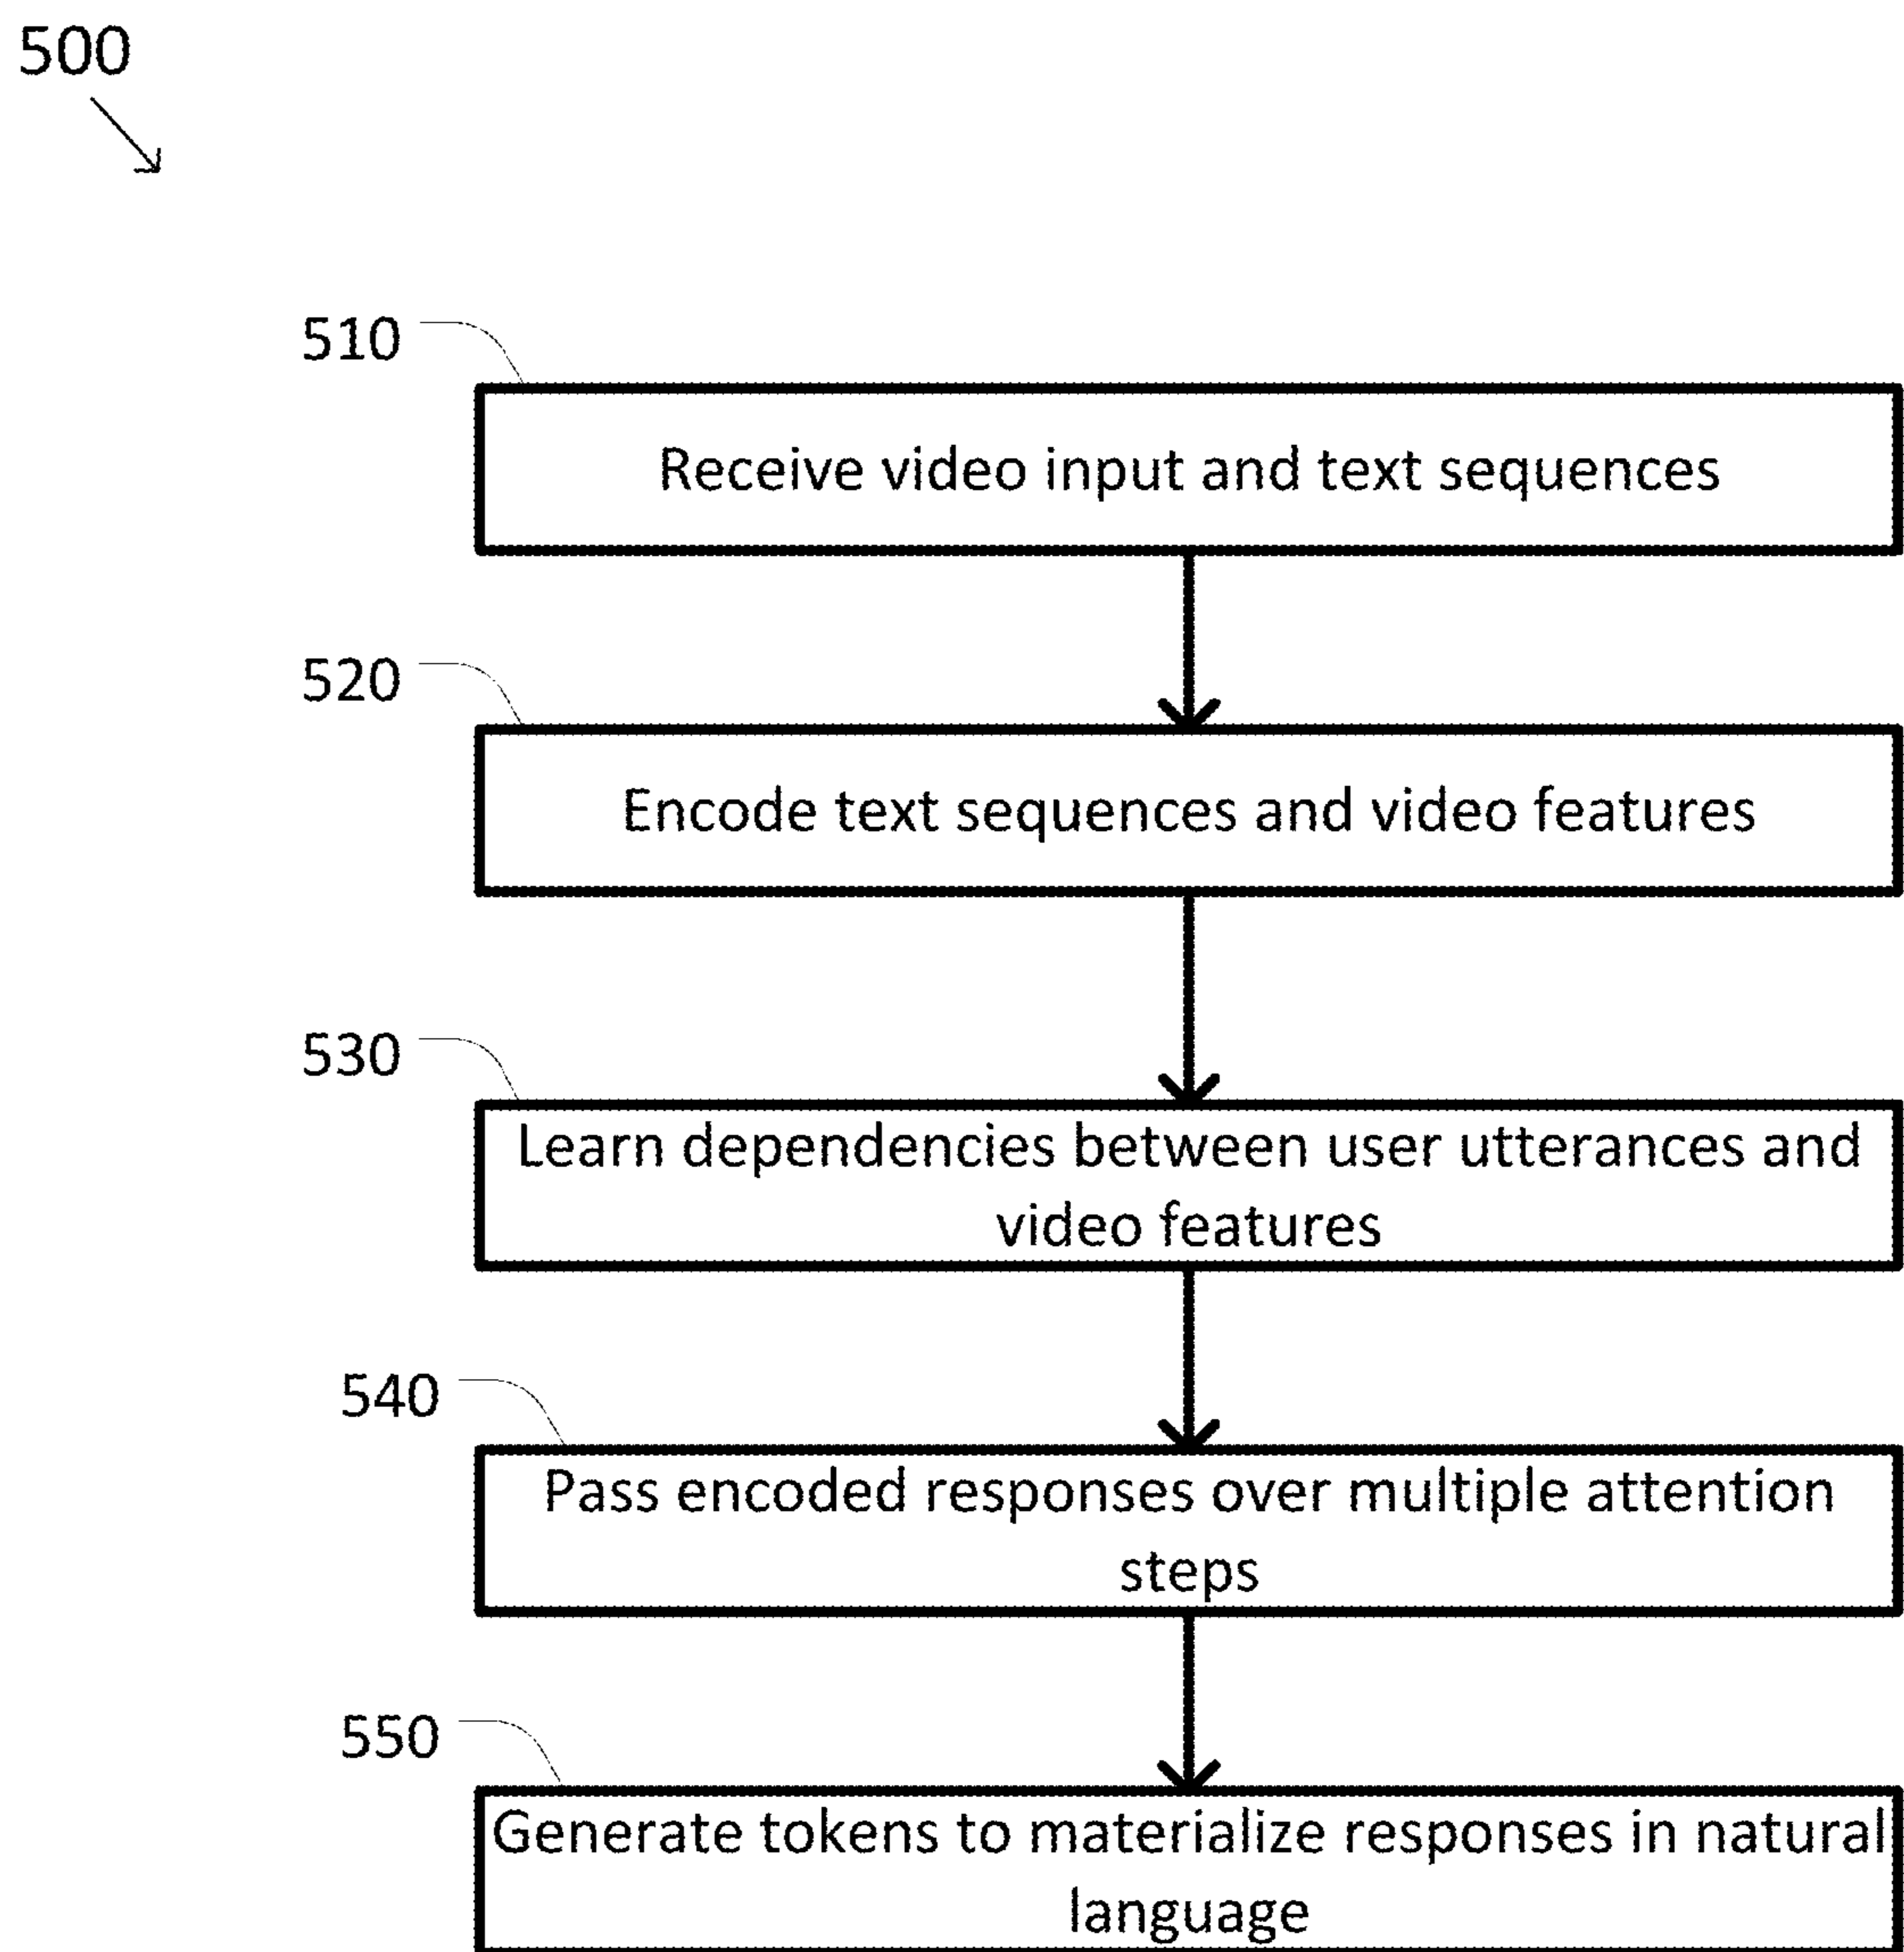 500
510
Receive video input and text sequences
520
Encode text sequences and video features
530
Learn dependencies between user utterances and
video features
540
Pass encoded responses over multiple attention
steps
550
Generate tokens to materialize responses in natural
language